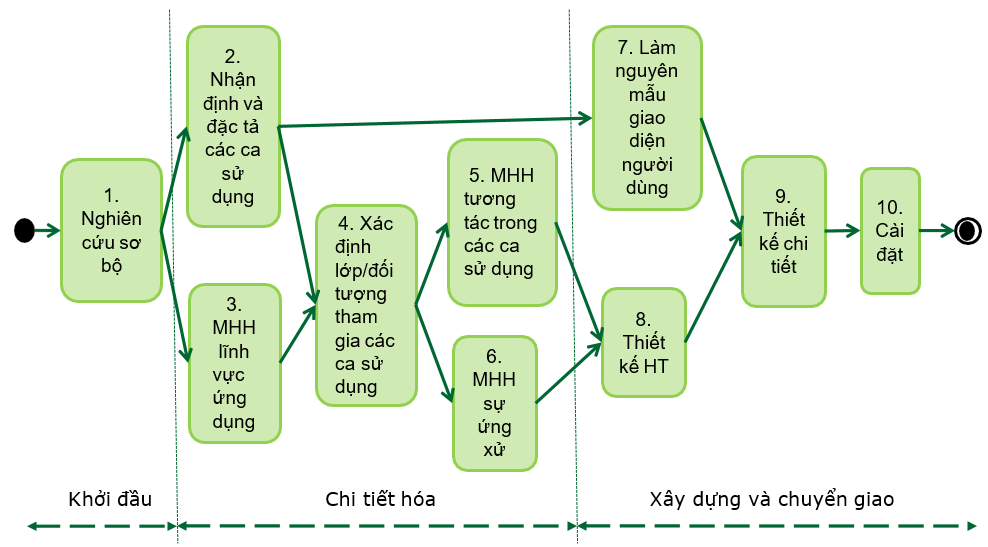 1.
Nghiên
cứu sơ
bộ
2.
Nhận
định và
đặc tả
các ca
sử
dụng
3.
MHH
lĩnh
vực
ứng
dụng
4. Xác
định
lớp/đối
tượng
tham
gia các
ca sử
dụng
5. MHH
tương
tác trong
các ca
sử dụng
6.
MHH
sự
ứng
xử
7. Làm
nguyên
mẫu
giao
diện
người
dùng
8.
Thiết
kế HT
9.
Thiết
kế chi
tiết
10.
Cài
đặt
Khởi đầu
Chi tiết hóa
Xây dựng và chuyển giao